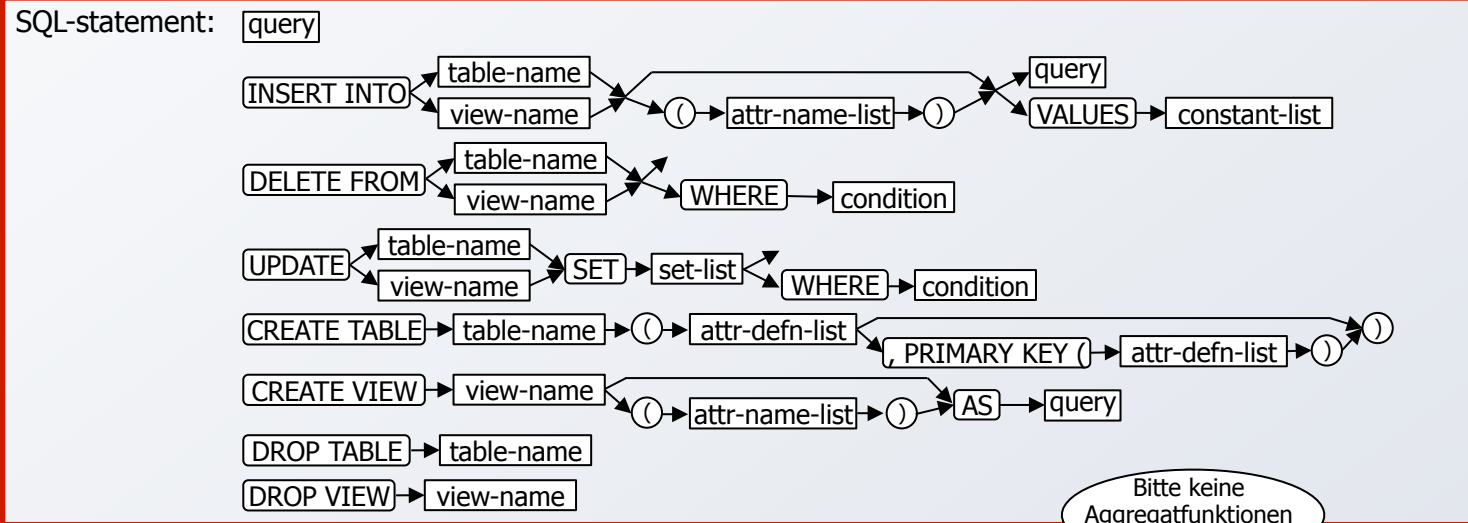 SQL-statement: query
INSERT INTO table-name view-name ( attr-name-list ) query VALUES constant-list
DELETE FROM table-name view-name WHERE condition
UPDATE table-name view-name SET set-list WHERE condition
CREATE TABLE table-name ( attr-defn-list , PRIMARY KEY ( attr-defn-list ) )
CREATE VIEW view-name ( attr-name-list ) AS query
DROP TABLE table-name
DROP VIEW view-name
Bitte keine
Aggregatfunktionen